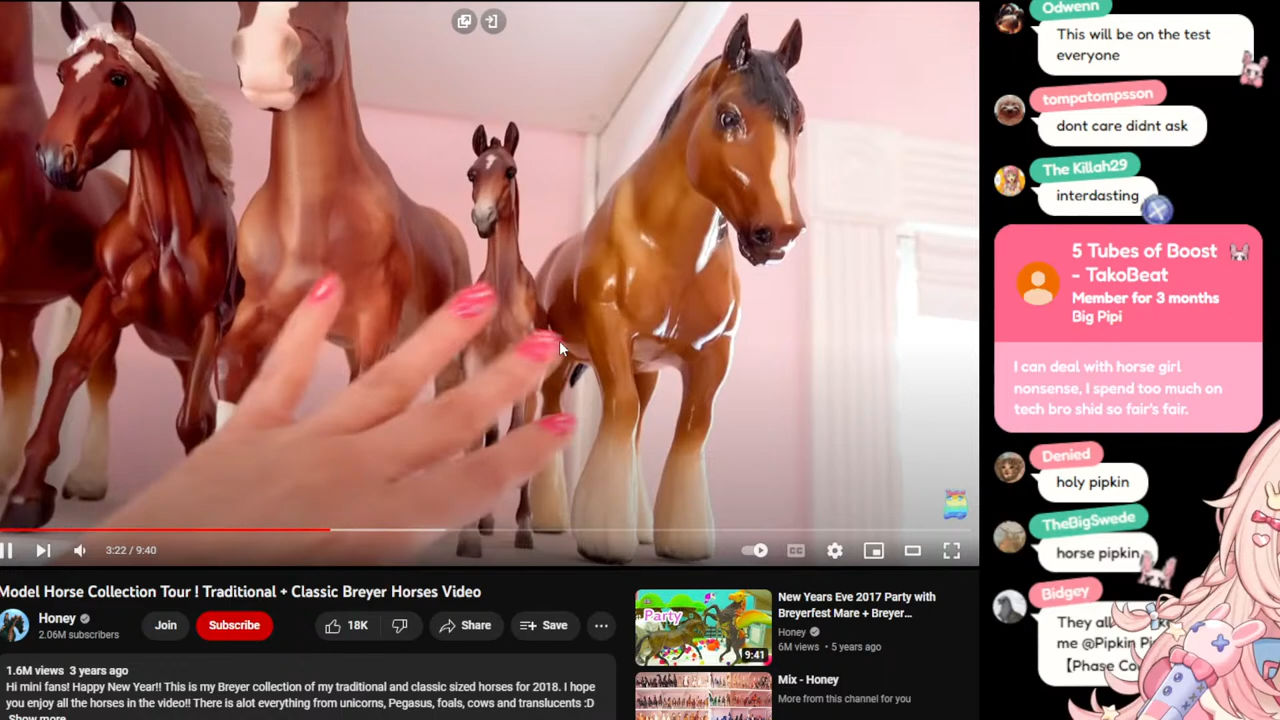 Odwenn
This will be on the test
everyone
tompatompsson
dont care didnt ask
The Killah29
interdasting
5 Tubes of Boost
- TakoBeat
Member for 3 months
Big Pipi
I can deal with horse girl
nonsense, I spend too much on
tech bro shid so fair's fair.
Denied
holy pipkin
TheBigSwede
horse pipkin
Bidgey
They all
me @Pipkin
【Phase
3:22 / 9:40
CC
Model Horse Collection Tour ! Traditional + Classic Breyer Horses Video
Honey
2.06M subscribers
Join
Subscribe
18K
Share
Save
1.6M views 3 years ago
Hi mini fans! Happy New Year!! This is my Breyer collection of my traditional and classic sized horses for 2018. I hope
you enjoy all the horses in the video! There is alot everything from unicorns, Pegasus, foals, cows and translucents :D
Show more
Party
9:41
New Years Eve 2017 Party with
Breyerfest Mare + Breyer...
Honey
6M views • 5 years ago
Mix - Honey
More from this channel for you